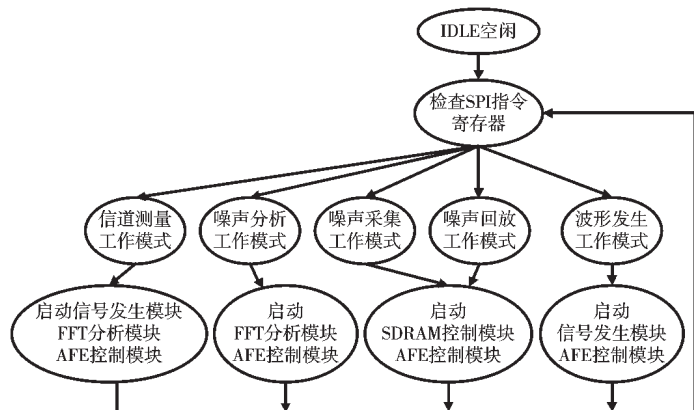 IDLE空闲
检查SPI指令
寄存器
信道测量
工作模式
噪声分析
工作模式
噪声采集
工作模式
噪声回放
工作模式
波形发生
工作模式
启动信号发生模块
FFT分析模块
AFE控制模块
启动
FFT分析模块
AFE控制模块
启动
SDRAM控制模块
AFE控制模块
启动
信号发生模块
AFE控制模块